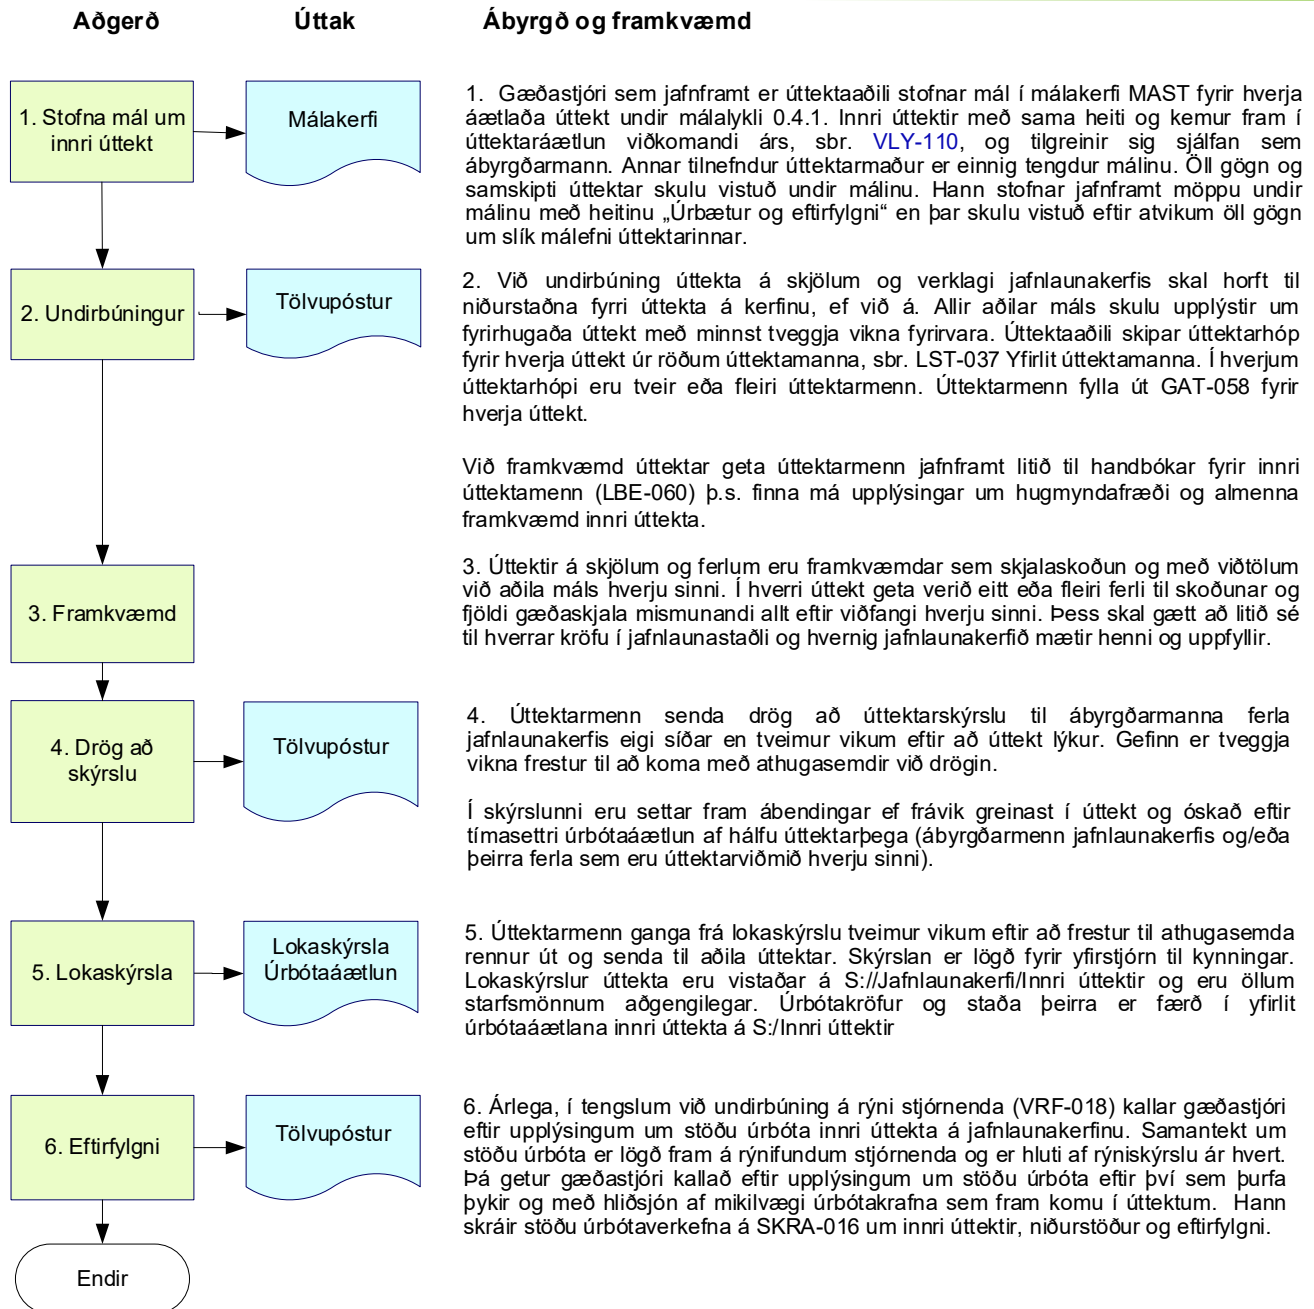 Aðgerð
Úttak
Ábyrgð og framkvæmd
1. Stofna mál um
innri úttekt
Málakerfi
1. Gæðastjóri sem jafnframt er úttektaaðili stofnar mál í málakerfi MAST fyrir hverja
áætlaða úttekt undir málalykli 0.4.1. Innri úttektir með sama heiti og kemur fram í
úttektaráætlun viðkomandi árs, sbr. VLY-110, og tilgreinir sig sjálfan sem
ábyrgðarmann. Annar tilnefndur úttektarmaður er einnig tengdur málinu. Öll gögn og
samskipti úttektar skulu vistuð undir málinu. Hann stofnar jafnframt möppu undir
málinu með heitinu „Úrbætur og eftirfylgni“ en þar skulu vistuð eftir atvikum öll gögn
um slík málefni úttektarinnar.
2. Undirbúningur
Tölvupóstur
2. Við undirbúning úttekta á skjölum og verklagi jafnlaunakerfis skal horft til
niðurstaðna fyrri úttekta á kerfinu, ef við á. Allir aðilar máls skulu upplýstir um
fyrirhugaða úttekt með minnst tveggja vikna fyrirvara. Úttektaaðili skipar úttektarhóp
fyrir hverja úttekt úr röðum úttektamanna, sbr. LST-037 Yfirlit úttektamanna. Í hverjum
úttektarhópi eru tveir eða fleiri úttektarmenn. Úttektarmenn fylla út GAT-058 fyrir
hverja úttekt.
Við framkvæmd úttektar geta úttektarmenn jafnframt litið til handbókar fyrir innri
úttektamenn (LBE-060) þ.s. finna má upplýsingar um hugmyndafræði og almenna
framkvæmd innri úttekta.
3. Framkvæmd
3. Úttektir á skjölum og ferlum eru framkvæmdar sem skjalaskoðun og með viðtölum
við aðila máls hverju sinni. Í hverri úttekt geta verið eitt eða fleiri ferli til skoðunar og
fjöldi gæðaskjala mismunandi allt eftir viðfangi hverju sinni. Þess skal gætt að litið sé
til hverrar kröfu í jafnlaunastaðli og hvernig jafnlaunakerfið mætir henni og uppfyllir.
4. Drög að
skýrslu
Tölvupóstur
4. Úttektarmenn senda drög að úttektarskýrslu til ábyrgðarmanna ferla
jafnlaunakerfis eigi síðar en tveimur vikum eftir að úttekt lýkur. Gefinn er tveggja
vikna frestur til að koma með athugasemdir við drögin.
Í skýrslunni eru settar fram ábendingar ef frávik greinast í úttekt og óskað eftir
tímasettri úrbótaáætlun af hálfu úttektarþega (ábyrgðarmenn jafnlaunakerfis og/eða
þeirra ferla sem eru úttektarviðmið hverju sinni).
5. Lokaskýrsla
Lokaskýrsla
Úrbótaáætlun
5. Úttektarmenn ganga frá lokaskýrslu tveimur vikum eftir að frestur til athugasemda
rennur út og senda til aðila úttektar. Skýrslan er lögð fyrir yfirstjórn til kynningar.
Lokaskýrslur úttekta eru vistaðar á S://Jafnlaunakerfi/Innri úttektir og eru öllum
starfsmönnum aðgengilegar. Úrbótakröfur og staða þeirra er færð í yfirlit
úrbótaáætlana innri úttekta á S:/Innri úttektir
6. Eftirfylgni
Tölvupóstur
6. Árlega, í tengslum við undirbúning á rýni stjórnenda (VRF-018) kallar gæðastjóri
eftir upplýsingum um stöðu úrbóta innri úttekta á jafnlaunakerfinu. Samantekt um
stöðu úrbóta er lögð fram á rýnifundum stjórnenda og er hluti af rýniskýrslu ár hvert.
Þá getur gæðastjóri kallað eftir upplýsingum um stöðu úrbóta eftir því sem þurfa
þykir og með hliðsjón af mikilvægi úrbótakrafna sem fram komu í úttektum. Hann
skráir stöðu úrbótaverkefna á SKRA-016 um innri úttektir, niðurstöður og eftirfylgni.
Endir